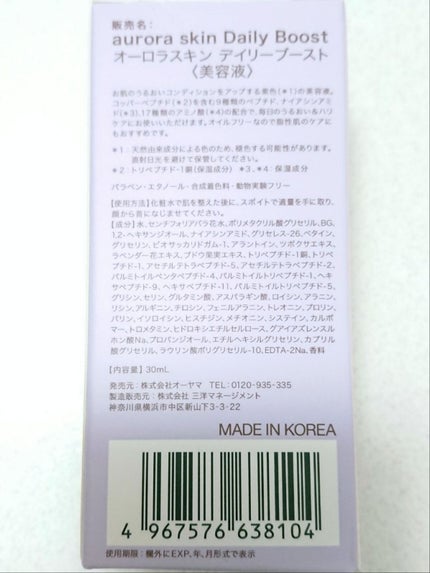 販売名：
aurora skin Daily Boost
オーロラスキン デイリーブースト
〈美容液〉
お肌のうるおいコンディションをアップする紫色(＊1)の美容液。
コッパーペプチド(＊2)を含む9種類のペプチド、ナイアシンアミ
ド(＊3)、17種類のアミノ酸(＊4)の配合で、毎日のうるおい&ハリ
ケアにお使いいただけます。オイルフリーなので脂性肌のケアに
もおすすめです。
＊1：天然由来成分による色のため、褪色する可能性があります。
直射日光を避けて保管してください。
＊2：トリペプチド-1銅(保湿成分) ＊3、＊4：保湿成分
パラベン・エタノール・合成着色料・動物実験フリー
【使用方法】化粧水で肌を整えた後に、スポイトで適量を手に取り、
顔から首になじませてください。
【成分】水、センチフォリアバラ花水、ポリメタクリル酸グリセリル、BG、
1,2-ヘキサンジオール、ナイアシンアミド、グリセレス-26、ベタイン、
グリセリン、ビオサッカリドガム-1、アラントイン、ツボクサエキス、
ラベンダー花エキス、ブドウ果実エキス、トリペプチド-1銅、トリペ
プチド-1、アセチルテトラペプチド-5、アセチルテトラペプチド-2、
パルミトイルペンタペプチド-4、パルミトイルトリペプチド-1、ヘキ
サペプチド-9、ヘキサペプチド-11、パルミトイルトリペプチド-5、
グリシン、セリン、グルタミン酸、アスパラギン酸、ロイシン、アラニン、
リシン、アルギニン、チロシン、フェニルアラニン、トレオニン、プロリン、
バリン、イソロイシン、ヒスチジン、メチオニン、システイン、カルボ
マー、トロメタミン、ヒドロキシエチルセルロース、グアイアズレンスル
ホン酸Na、プロパンジオール、エチルヘキシルグリセリン、カプリル
酸グリセリル、ラウリン酸ポリグリセリル-10、EDTA-2Na、香料
【内容量】30mL
発売元：株式会社オーヤマ TEL：0120-935-335
製造販売元：株式会社 三洋マネージメント
神奈川県横浜市中区新山下3-3-22
MADE IN KOREA
4 967576 638104
使用期限：欄外にEXP.年、月形式で表示